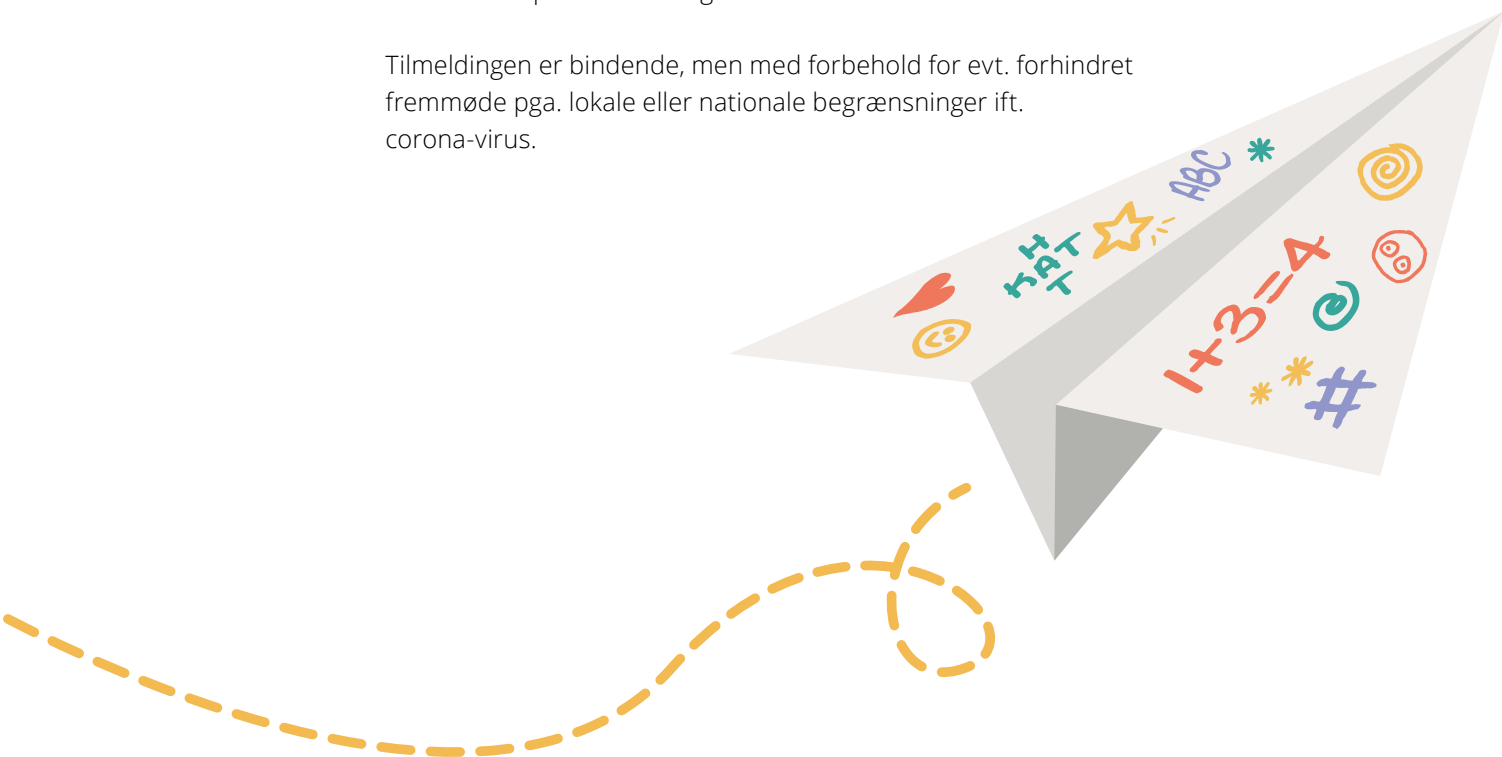 Tilmeldingen er bindende, men med forbehold for evt. forhindret
fremmøde pga. lokale eller nationale begrænsninger ift.
corona-virus.
ABC
H
KAT
T
T
1+3=4
#